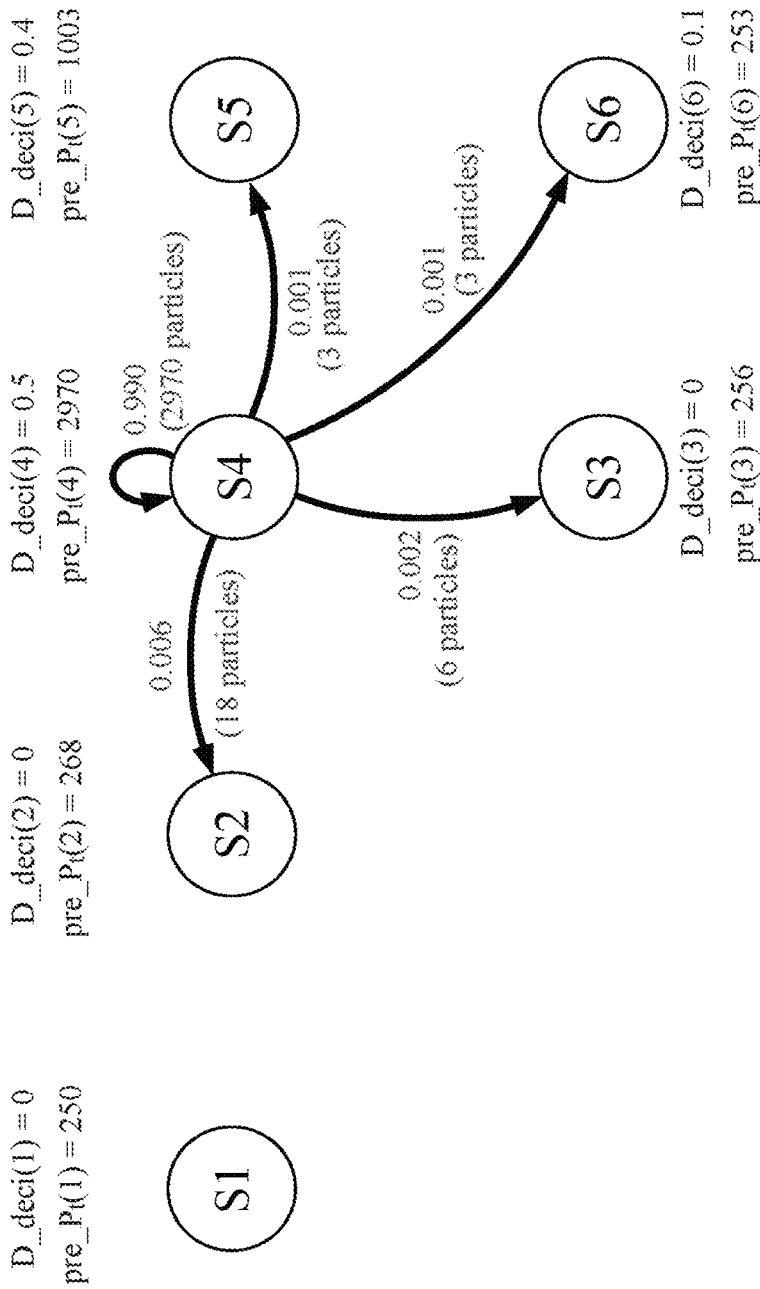 D_deci(1) = 0
pre_Pt(1) = 250
D_deci(2) = 0
pre_Pt(2) = 268
D_deci(4) = 0.5
pre_Pt(4) = 2970
D_deci(5) = 0.4
pre_Pt(5) = 1003
0.990
(2970 particles)
S1
S2
S4
S5
0.006
(18 particles)
0.001
(3 particles)
0.002
(6 particles)
0.001
(3 particles)
S3
S6
D_deci(3) = 0
pre_Pt(3) = 256
D_deci(6) = 0.1
pre_Pt(6) = 253